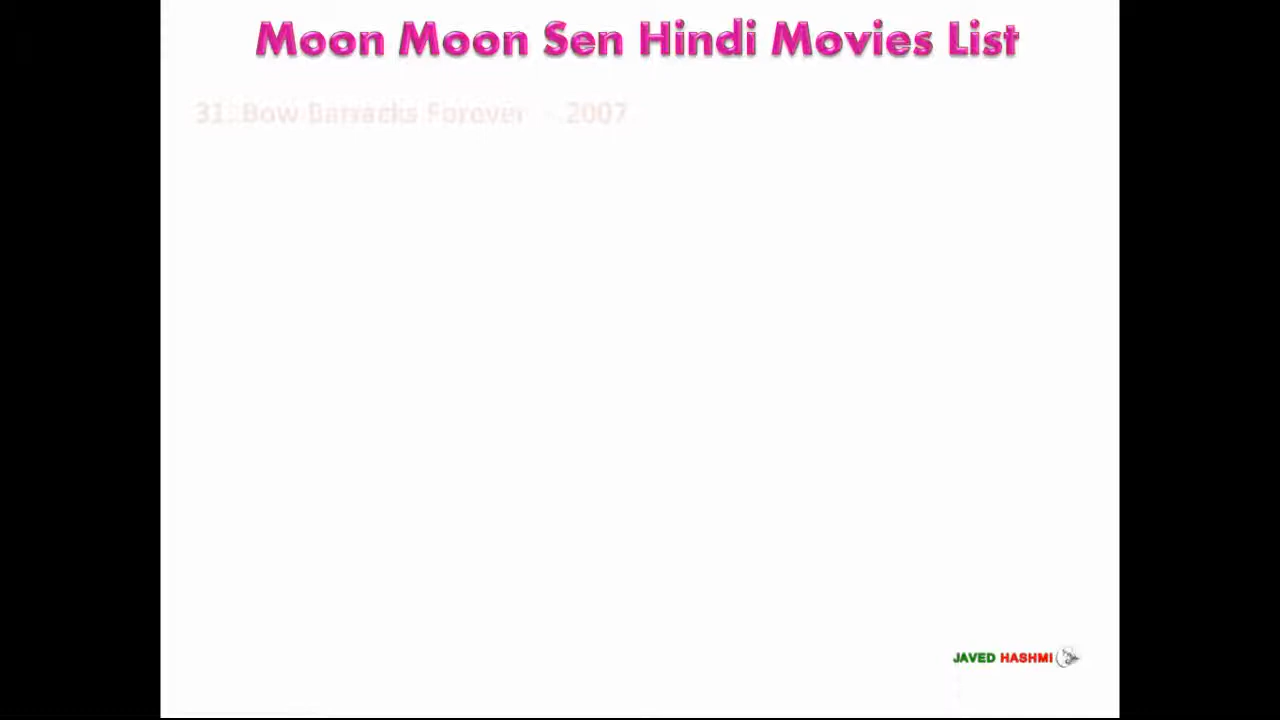 Moon Moon Sen Hindi Movies List
31. Bow Barracks Forever - 2007
JAVED HASHMI